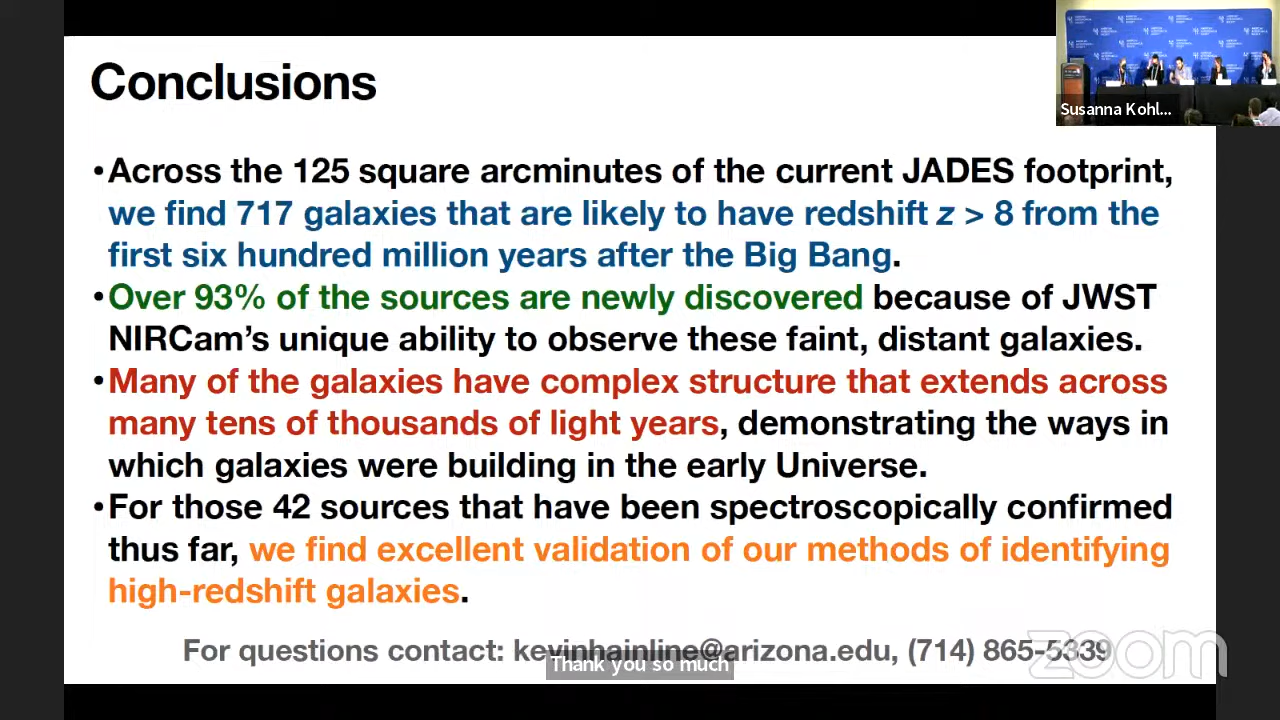 Conclusions
Susanna Kohl...
•Across the 125 square arcminutes of the current JADES footprint,
we find 717 galaxies that are likely to have redshift z > 8 from the
first six hundred million years after the Big Bang.
•Over 93% of the sources are newly discovered because of JWST
NIRCam’s unique ability to observe these faint, distant galaxies.
•Many of the galaxies have complex structure that extends across
many tens of thousands of light years, demonstrating the ways in
which galaxies were building in the early Universe.
•For those 42 sources that have been spectroscopically confirmed
thus far, we find excellent validation of our methods of identifying
high-redshift galaxies.
For questions contact: kevinhainline@arizona.edu, (714) 865-5339
Thank you so much
zoom